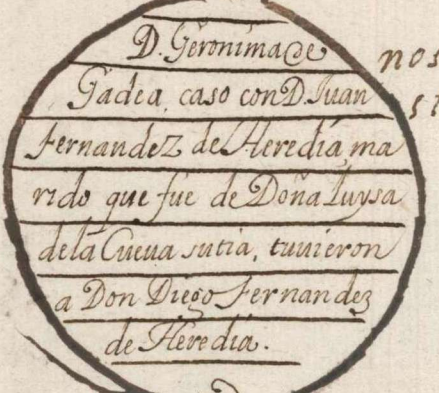 D. Geronima de
Gadea, caso con D. Juan
Fernandez de Heredia, ma
rido que fue de Doña Luysa
de la Cueua su tia, tuuieron
a Don Diego Fernandez
de Heredia.
nos